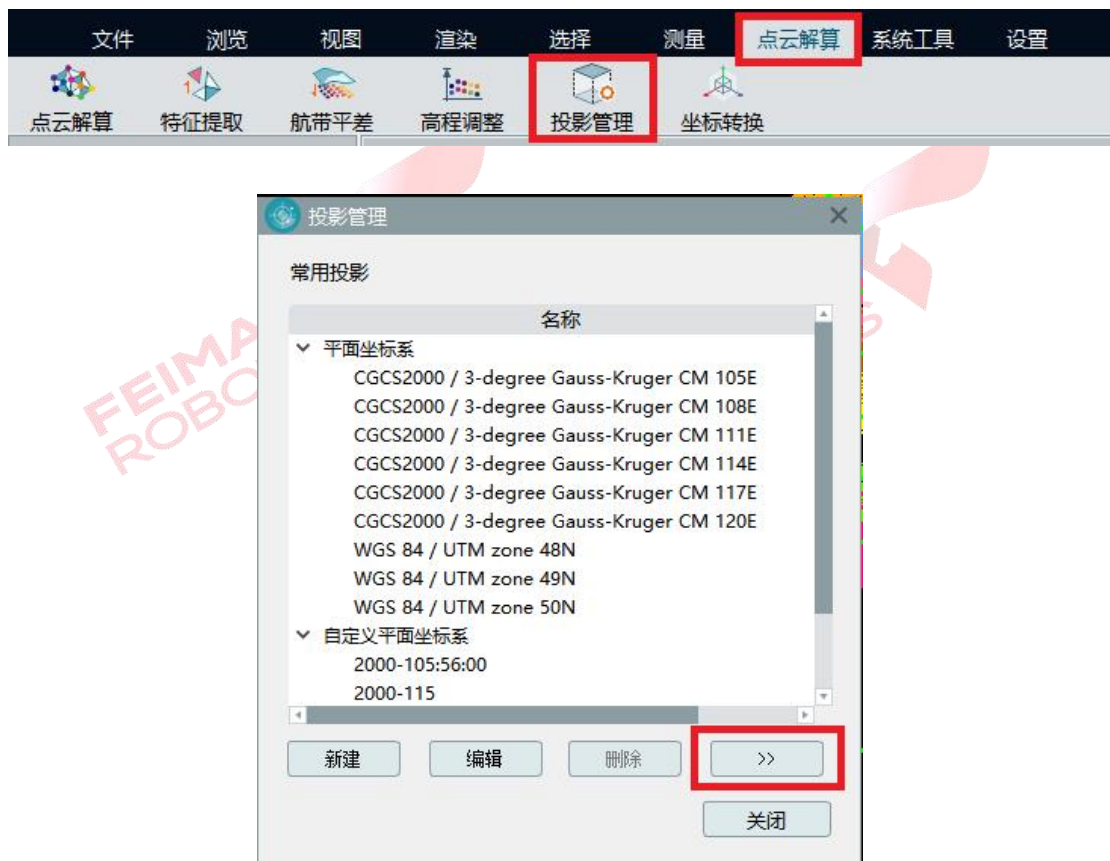 文件 浏览 视图 渲染 选择 测量 点云解算 系统工具 设置
点云解算 特征提取 航带平差 高程调整 投影管理 坐标转换
投影管理
常用投影
名称
平面坐标系
CGCS2000 / 3-degree Gauss-Kruger CM 105E
CGCS2000 / 3-degree Gauss-Kruger CM 108E
CGCS2000 / 3-degree Gauss-Kruger CM 111E
CGCS2000 / 3-degree Gauss-Kruger CM 114E
CGCS2000 / 3-degree Gauss-Kruger CM 117E
CGCS2000 / 3-degree Gauss-Kruger CM 120E
WGS 84 / UTM zone 48N
WGS 84 / UTM zone 49N
WGS 84 / UTM zone 50N
自定义平面坐标系
2000-105:56:00
2000-115
新建 编辑 删除 >>
关闭